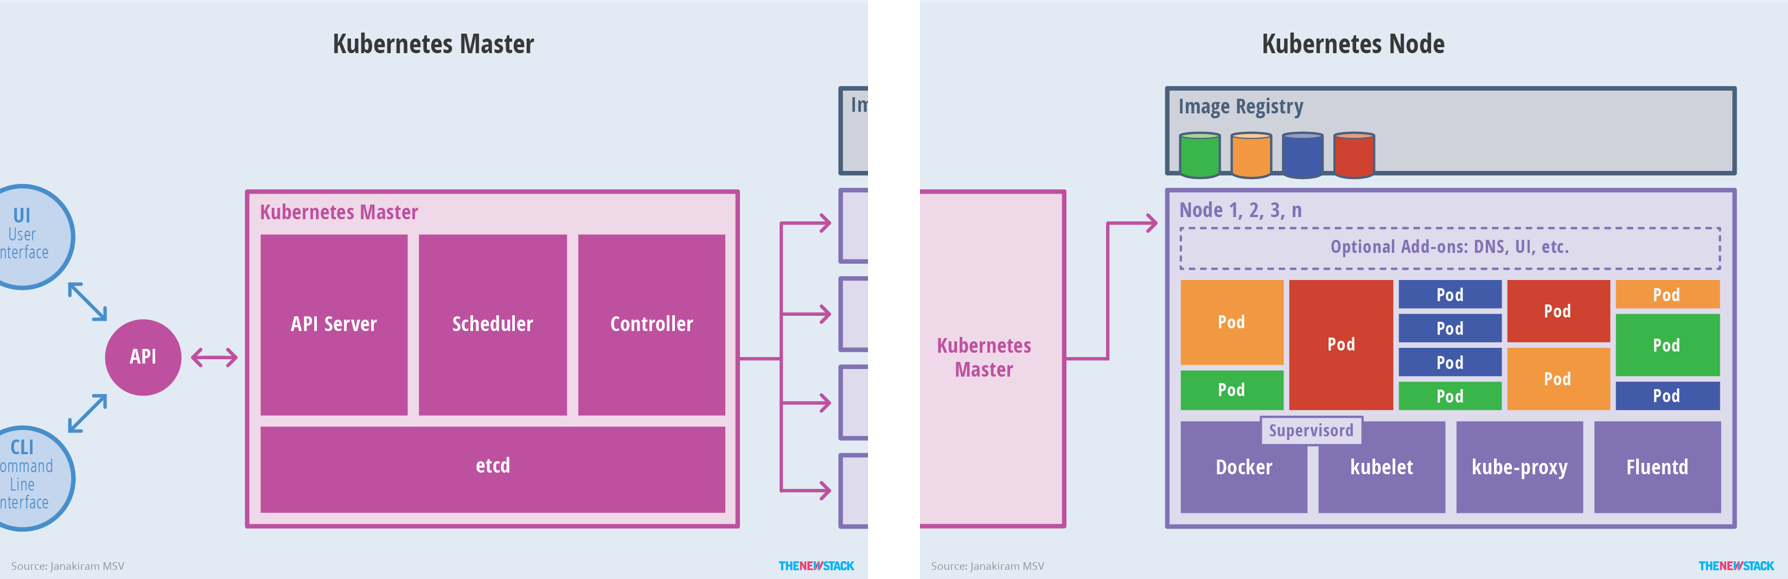 Kubernetes Master
UI
User
nterface
API
CLI
ommand
Line
nterface
Kubernetes Master
API Server
Scheduler
Controller
etcd
Im
Source: Janakiram MSV
THENEWSTACK
Kubernetes Node
Image Registry
Kubernetes
Master
Node 1, 2, 3, n
Optional Add-ons: DNS, UI, etc.
Pod
Pod
Pod
Pod
Pod
Pod
Pod
Pod
Pod
Pod
Pod
Pod
Supervisord
Docker
kubelet
kube-proxy
Fluentd
Source: Janakiram MSV
THENEWSTACK